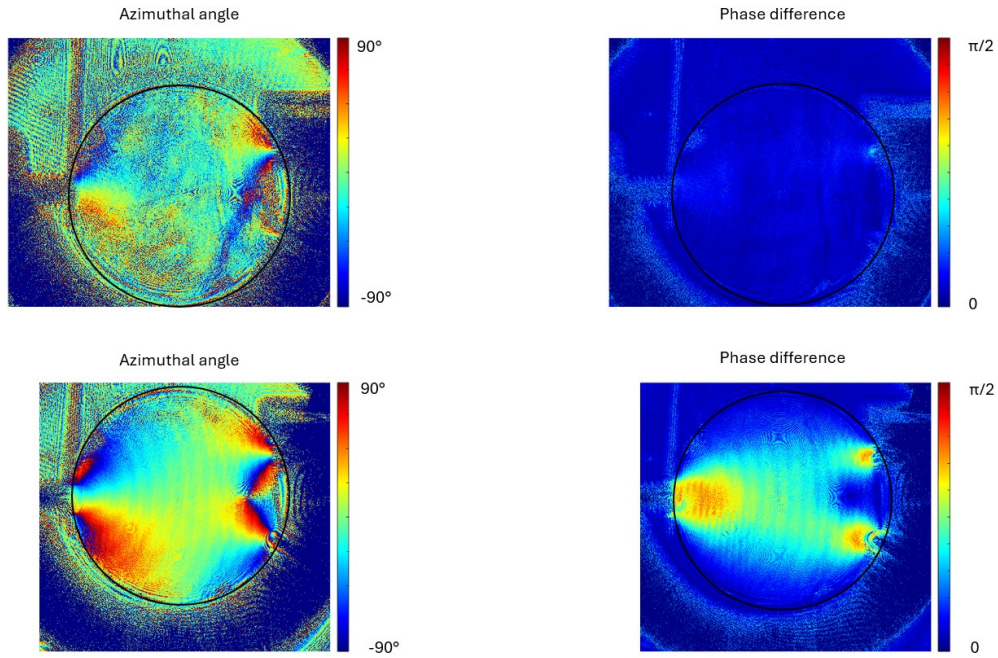 Azimuthal angle
Phase difference
90°
π/2
-90°
0
Azimuthal angle
Phase difference
90°
π/2
-90°
0